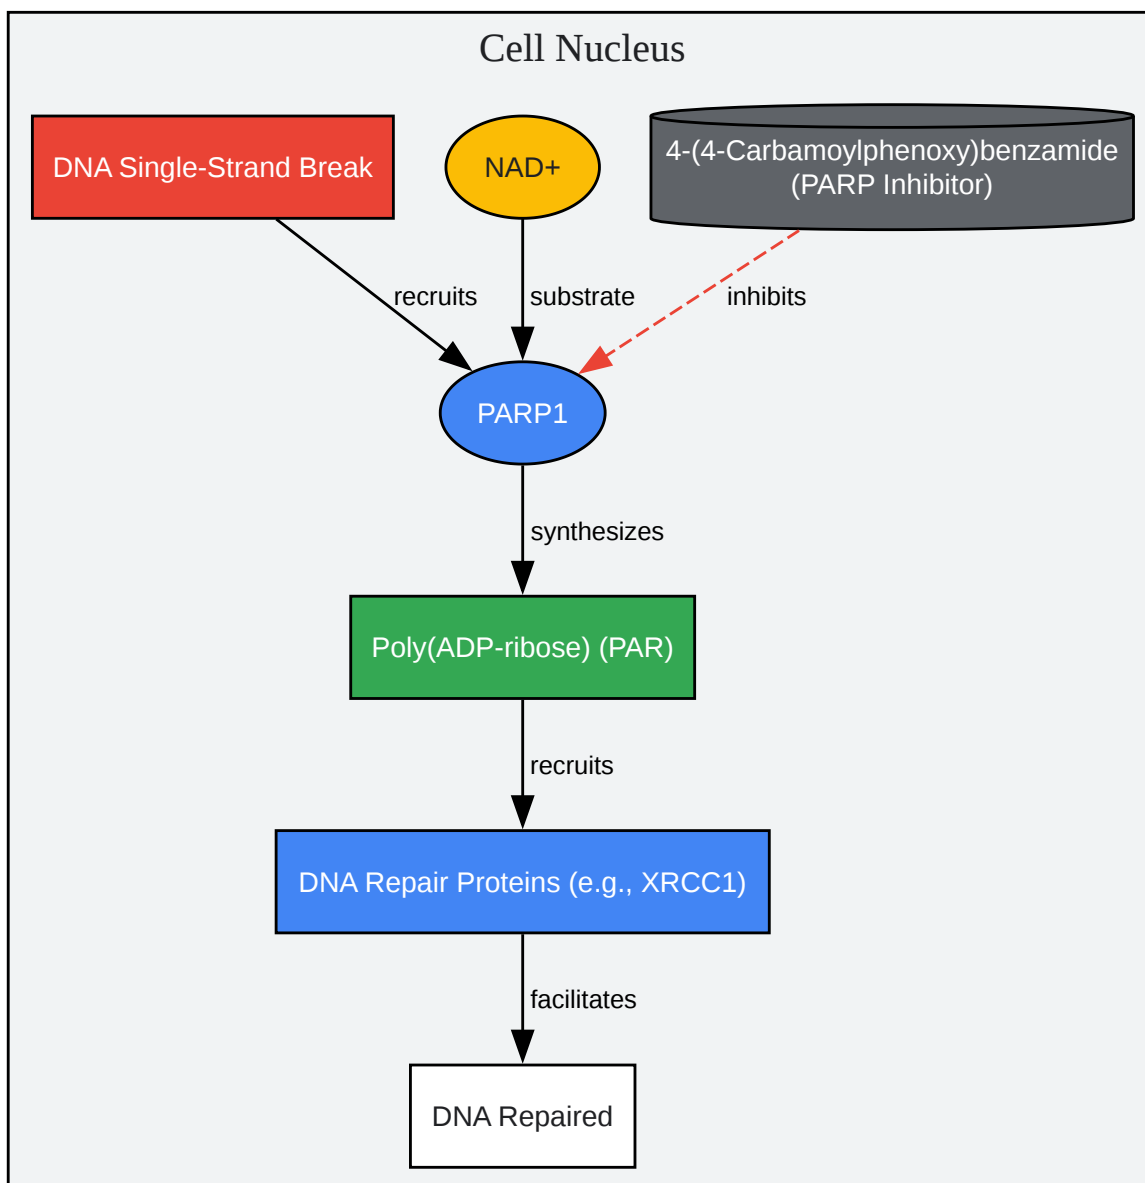 Cell Nucleus
DNA Single-Strand Break
NAD+
4-(4-Carbamoylphenoxy)benzamide
(PARP Inhibitor)
recruits
substrate
inhibits
PARP1
synthesizes
Poly(ADP-ribose) (PAR)
recruits
DNA Repair Proteins (e.g., XRCC1)
facilitates
DNA Repaired